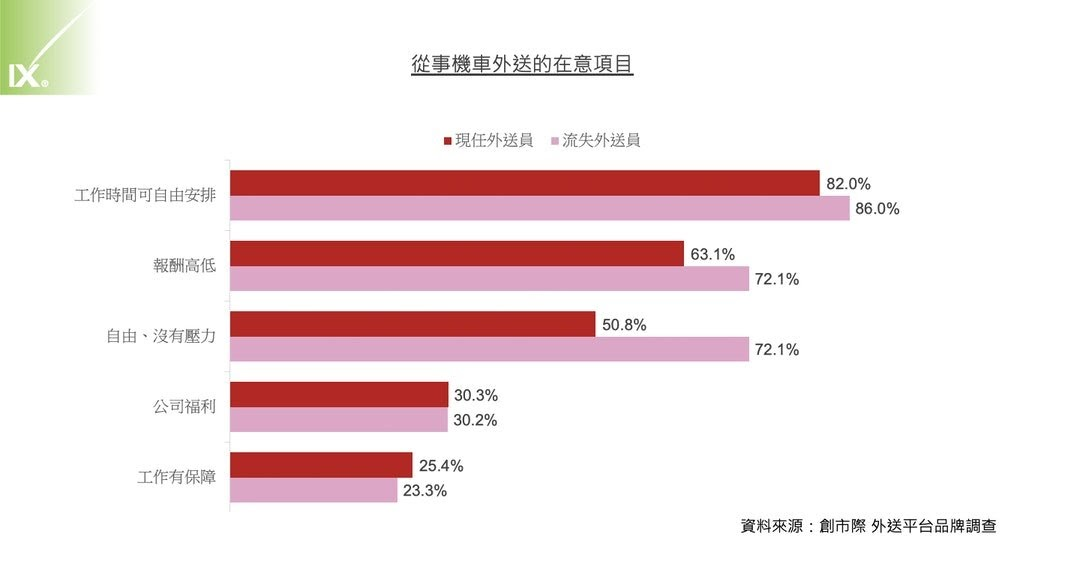 IX®
從事機車外送的在意項目
現任外送員 流失外送員
工作時間可自由安排
82.0%
86.0%
報酬高低
63.1%
72.1%
自由、沒有壓力
50.8%
72.1%
公司福利
30.3%
30.2%
工作有保障
25.4%
23.3%
資料來源：創市際 外送平台品牌調查